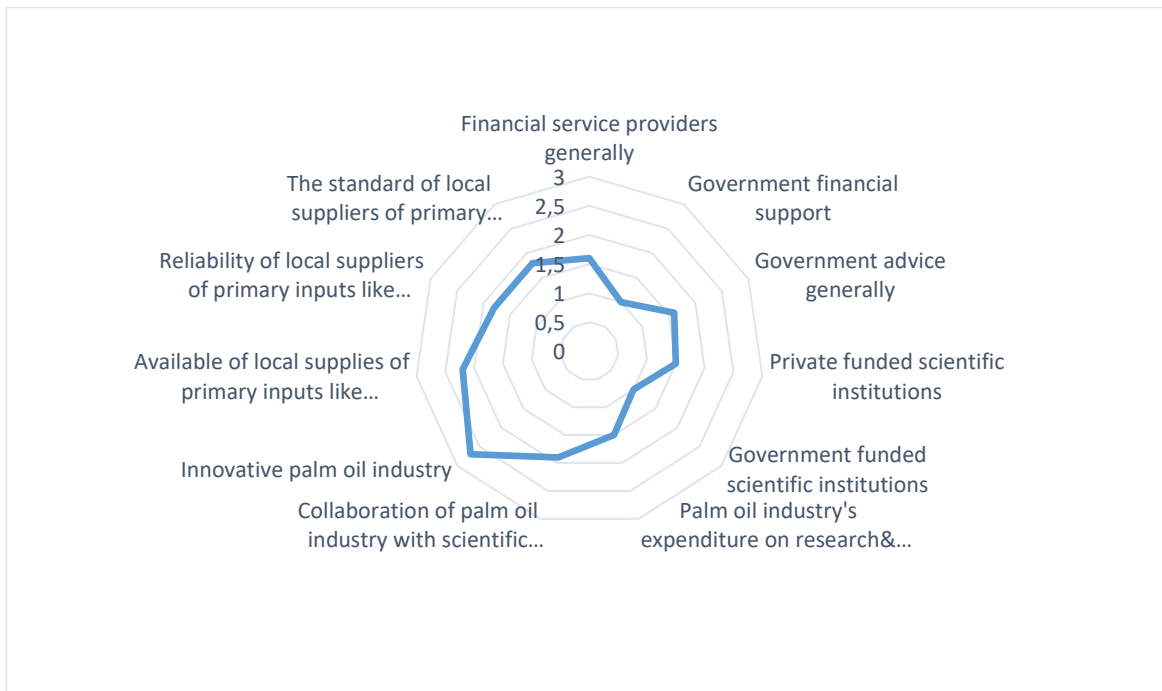 Financial service providers
generally
Government financial
support
Government advice
generally
Private funded scientific
institutions
Government funded
scientific institutions
Palm oil industry's
expenditure on research&...
Collaboration of palm oil
industry with scientific...
Innovative palm oil industry
Available of local supplies of
primary inputs like...
Reliability of local suppliers
of primary inputs like...
The standard of local
suppliers of primary...
3
2,5
2
1,5
1
0,5
0